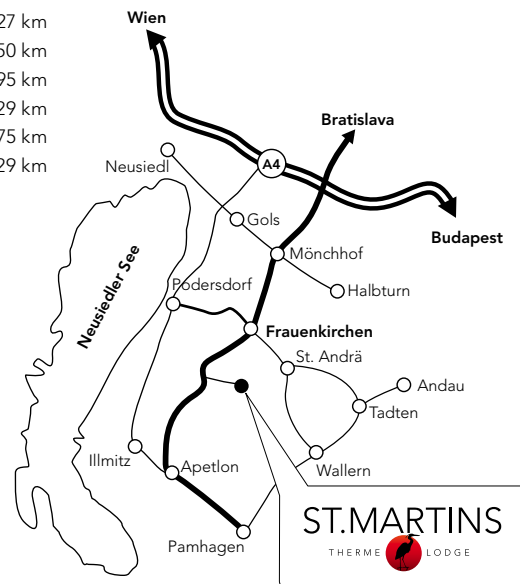 Wien
27 km
50 km
95 km
29 km
75 km
29 km
Bratislava
A4
Neusiedl
Gols
Budapest
Mönchhof
Neusiedler See
Podersdorf
Halbturn
Frauenkirchen
St. Andrä
Andau
Tadten
Illmitz
Apetlon
Wallern
Pamhagen
ST.MARTINS
THERME LODGE